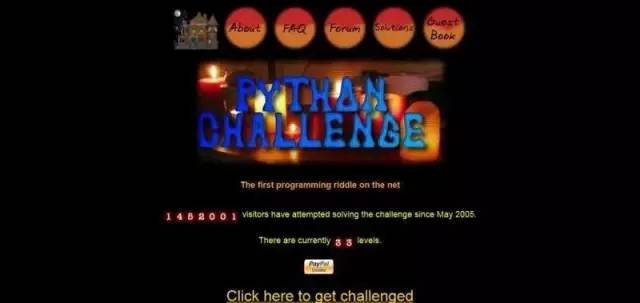 About FAQ Forum Solutions Guest Book
PYTHON
CHALLENGE
The first programming riddle on the net
1452001 visitors have attempted solving the challenge since May 2005.
There are currently 33 levels.
PayPal
Click here to get challenged